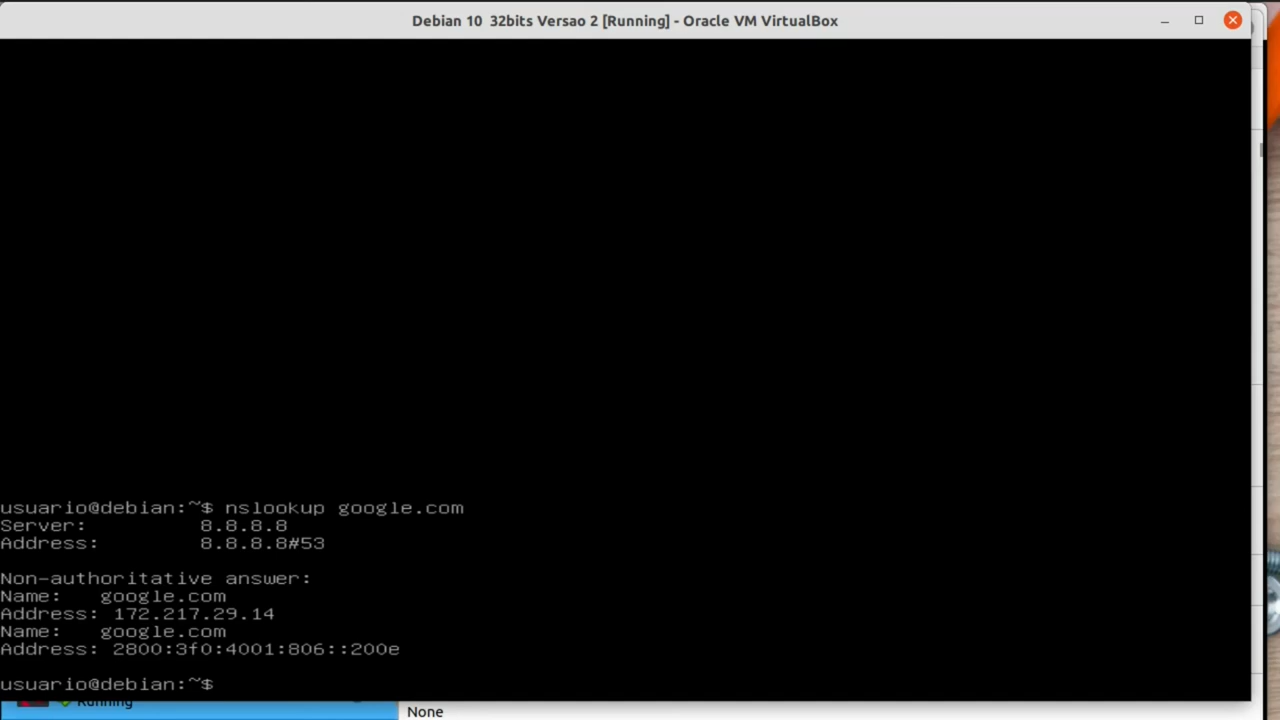 Debian 10 32bits Versao 2 [Running] - Oracle VM VirtualBox
usuario@debian:~$ nslookup google.com
Server: 8.8.8.8
Address: 8.8.8.8#53
Non-authoritative answer:
Name: google.com
Address: 172.217.29.14
Name: google.com
Address: 2800:3f0:4001:806::200e
usuario@debian:~$
Running
None